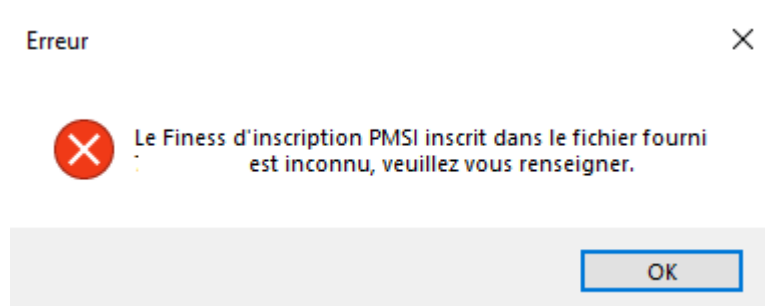 Erreur
Le Finess d'inscription PMSI inscrit dans le fichier fourni
est inconnu, veuillez vous renseigner.
OK